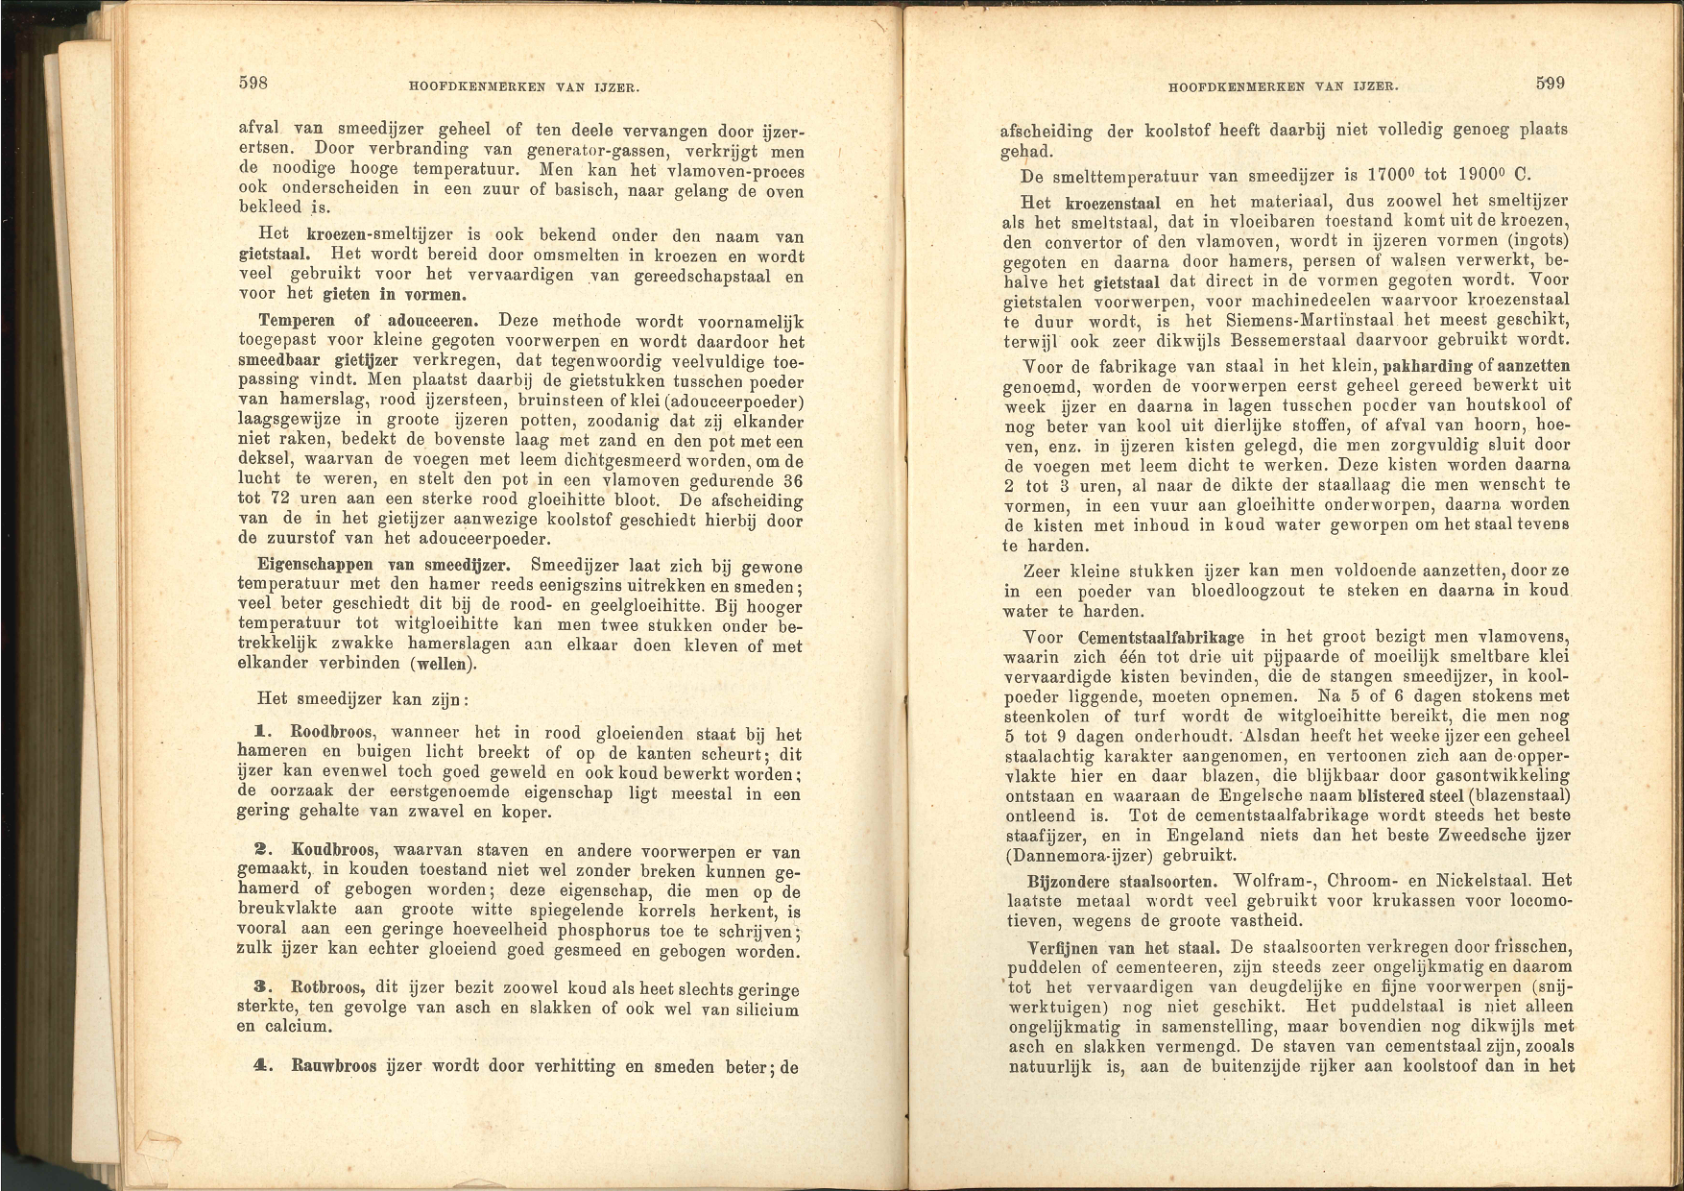 598
HOOFDKENMERKEN VAN IJZER.
afval van smeedijzer geheel of ten deele vervangen door ijzer-
ertsen. Door verbranding van generator-gassen, verkrijgt men
de noodige hooge temperatuur. Men kan het vlamoven-proces
ook onderscheiden in een zuur of basisch, naar gelang de oven
bekleed is.
Het kroezen-smeltijzer is ook bekend onder den naam van
gietstaal. Het wordt bereid door omsmelten in kroezen en wordt
veel gebruikt voor het vervaardigen van gereedschapstaal en
voor het gieten in vormen.
Temperen of adouceeren. Deze methode wordt voornamelijk
toegepast voor kleine gegoten voorwerpen en wordt daardoor het
smeedbaar gietijzer verkregen, dat tegenwoordig veelvuldige toe-
passing vindt. Men plaatst daarbij de gietstukken tusschen poeder
van hamerslag, rood ijzersteen, bruinsteen of klei (adouceerpoeder)
laagsgewijze in groote ijzeren potten, zoodanig dat zij elkander
niet raken, bedekt de bovenste laag met zand en den pot met een
deksel, waarvan de voegen met leem dichtgesmeerd worden, om de
lucht te weren, en stelt den pot in een vlamoven gedurende 36
tot 72 uren aan een sterke rood gloeihitte bloot. De afscheiding
van de in het gietijzer aanwezige koolstof geschiedt hierbij door
de zuurstof van het adouceerpoeder.
Eigenschappen van smeedijzer. Smeedijzer laat zich bij gewone
temperatuur met den hamer reeds eenigszins uitrekken en smeden;
veel beter geschiedt dit bij de rood- en geelgloeihitte. Bij hooger
temperatuur tot witgloeihitte kan men twee stukken onder be-
trekkelijk zwakke hamerslagen aan elkaar doen kleven of met
elkander verbinden (wellen).
Het smeedijzer kan zijn:
1. Roodbroos, wanneer het in rood gloeienden staat bij het
hameren en buigen licht breekt of op de kanten scheurt; dit
ijzer kan evenwel toch goed geweld en ook koud bewerkt worden;
de oorzaak der eerstgenoemde eigenschap ligt meestal in een
gering gehalte van zwavel en koper.
2. Koudbroos, waarvan staven en andere voorwerpen er van
gemaakt, in kouden toestand niet wel zonder breken kunnen ge-
hamerd of gebogen worden; deze eigenschap, die men op de
breukvlakte aan groote witte spiegelende korrels herkent, is
vooral aan een geringe hoeveelheid phosphorus toe te schrijven;
zulk ijzer kan echter gloeiend goed gesmeed en gebogen worden.
3. Rotbroos, dit ijzer bezit zoowel koud als heet slechts geringe
sterkte, ten gevolge van asch en slakken of ook wel van silicium
en calcium.
4. Rauwbroos ijzer wordt door verhitting en smeden beter; de
HOOFDKENMERKEN VAN IJZER.
599
afscheiding der koolstof heeft daarbij niet volledig genoeg plaats
gehad.
De smelttemperatuur van smeedijzer is 1700⁰ tot 1900⁰ C.
Het kroezenstaal en het materiaal, dus zoowel het smeltijzer
als het smeltstaal, dat in vloeibaren toestand komt uit de kroezen,
den convertor of den vlamoven, wordt in ijzeren vormen (ingots)
gegoten en daarna door hamers, persen of walsen verwerkt, be-
halve het gietstaal dat direct in de vormen gegoten wordt. Voor
gietstalen voorwerpen, voor machinedeelen waarvoor kroezenstaal
te duur wordt, is het Siemens-Martinstaal het meest geschikt,
terwijl ook zeer dikwijls Bessemerstaal daarvoor gebruikt wordt.
Voor de fabrikage van staal in het klein, pakharding of aanzetten
genoemd, worden de voorwerpen eerst geheel gereed bewerkt uit
week ijzer en daarna in lagen tusschen poeder van houtskool of
nog beter van kool uit dierlijke stoffen, of afval van hoorn, hoe-
ven, enz. in ijzeren kisten gelegd, die men zorgvuldig sluit door
de voegen met leem dicht te werken. Deze kisten worden daarna
2 tot 3 uren, al naar de dikte der staallaag die men wenscht te
vormen, in een vuur aan gloeihitte onderworpen, daarna worden
de kisten met inhoud in koud water geworpen om het staal tevens
te harden.
Zeer kleine stukken ijzer kan men voldoende aanzetten, door ze
in een poeder van bloedloogzout te steken en daarna in koud
water te harden.
Voor Cementstaalfabrikage in het groot bezigt men vlamovens,
waarin zich één tot drie uit pijpaarde of moeilijk smeltbare klei
vervaardigde kisten bevinden, die de stangen smeedijzer, in kool-
poeder liggende, moeten opnemen. Na 5 of 6 dagen stokens met
steenkolen of turf wordt de witgloeihitte bereikt, die men nog
5 tot 9 dagen onderhoudt. Alsdan heeft het weeke ijzer een geheel
staalachtig karakter aangenomen, en vertoonen zich aan de opper-
vlakte hier en daar blazen, die blijkbaar door gasontwikkeling
ontstaan en waaraan de Engelsche naam blistered steel (blazenstaal)
ontleend is. Tot de cementstaalfabrikage wordt steeds het beste
staafijzer, en in Engeland niets dan het beste Zweedsche ijzer
(Dannemora-ijzer) gebruikt.
Bijzondere staalsoorten. Wolfram-, Chroom- en Nickelstaal. Het
laatste metaal wordt veel gebruikt voor krukassen voor locomo-
tieven, wegens de groote vastheid.
Verfijnen van het staal. De staalsoorten verkregen door frisschen,
puddelen of cementeeren, zijn steeds zeer ongelijkmatig en daarom
tot het vervaardigen van deugdelijke en fijne voorwerpen (snij-
werktuigen) nog niet geschikt. Het puddelstaal is niet alleen
ongelijkmatig in samenstelling, maar bovendien nog dikwijls met
asch en slakken vermengd. De staven van cementstaal zijn, zooals
natuurlijk is, aan de buitenzijde rijker aan koolstoof dan in het